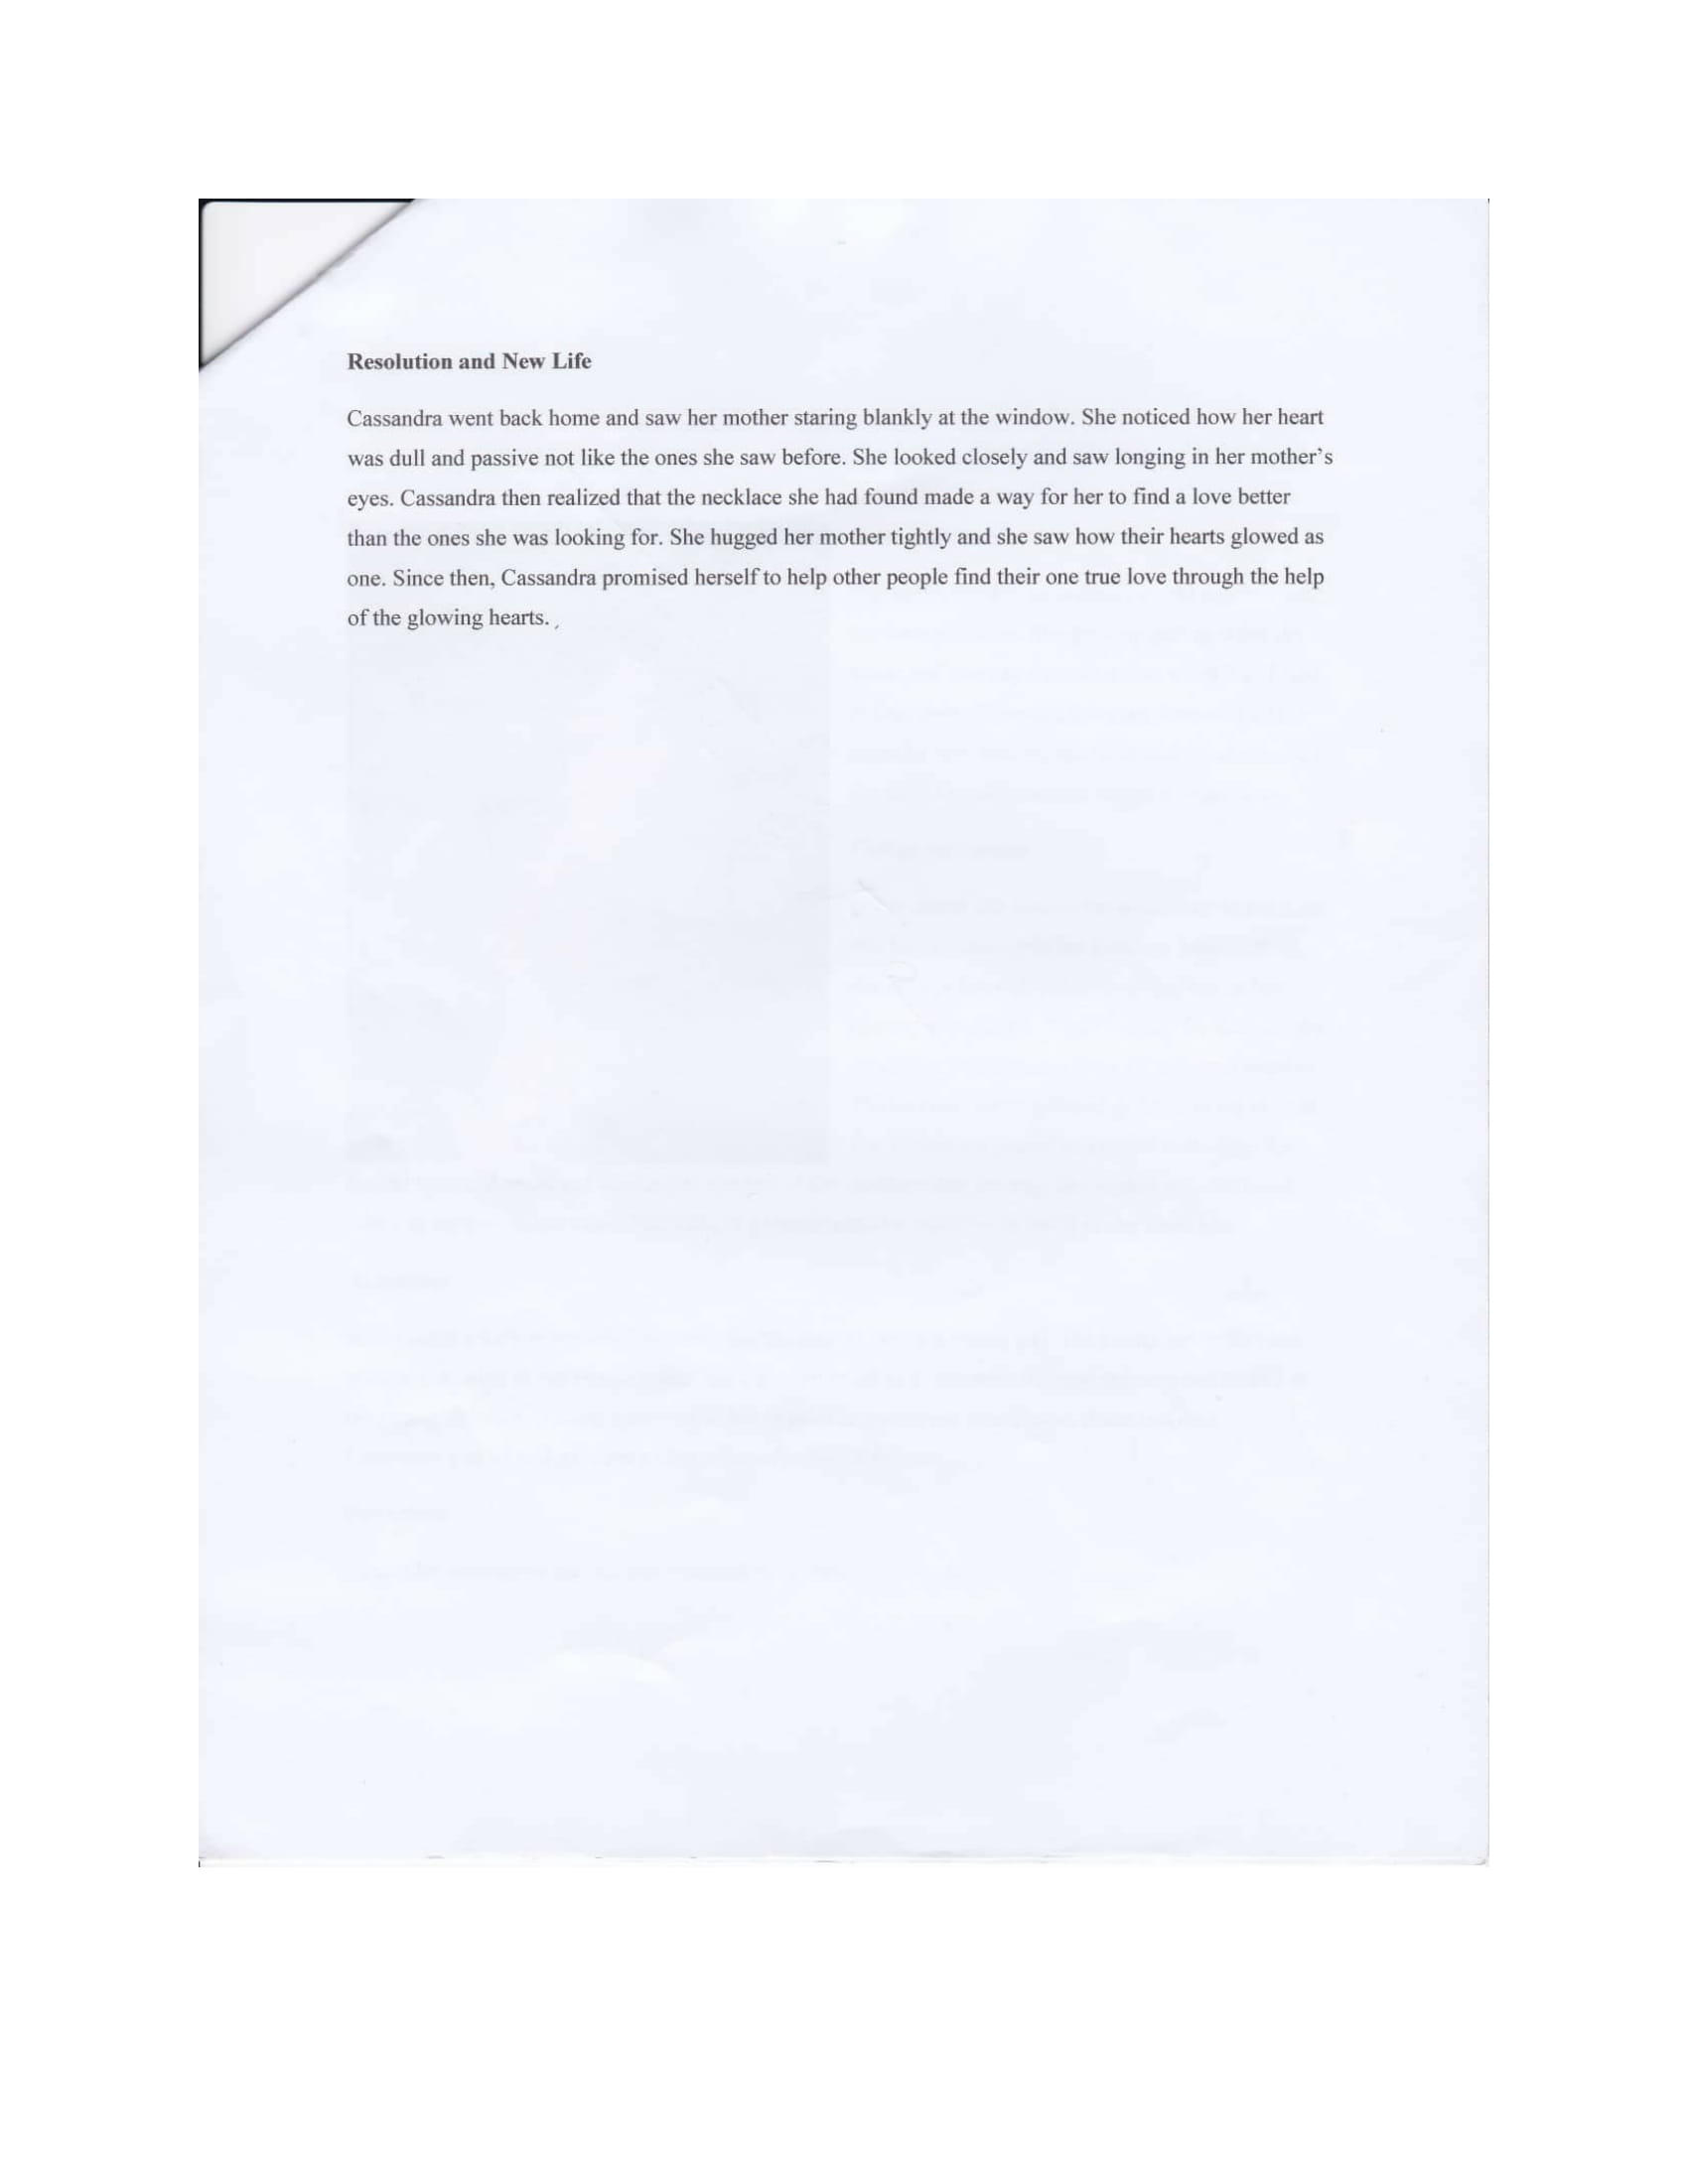 Resolution and New Life
Cassandra went back home and saw her mother staring blankly at the window. She noticed how her heart
was dull and passive not like the ones she saw before. She looked closely and saw longing in her mother's
eyes. Cassandra then realized that the necklace she had found made a way for her to find a love better
than the ones she was looking for. She hugged her mother tightly and she saw how their hearts glowed as
one. Since then, Cassandra promised herself to help other people find their one true love through the help
of the glowing hearts.